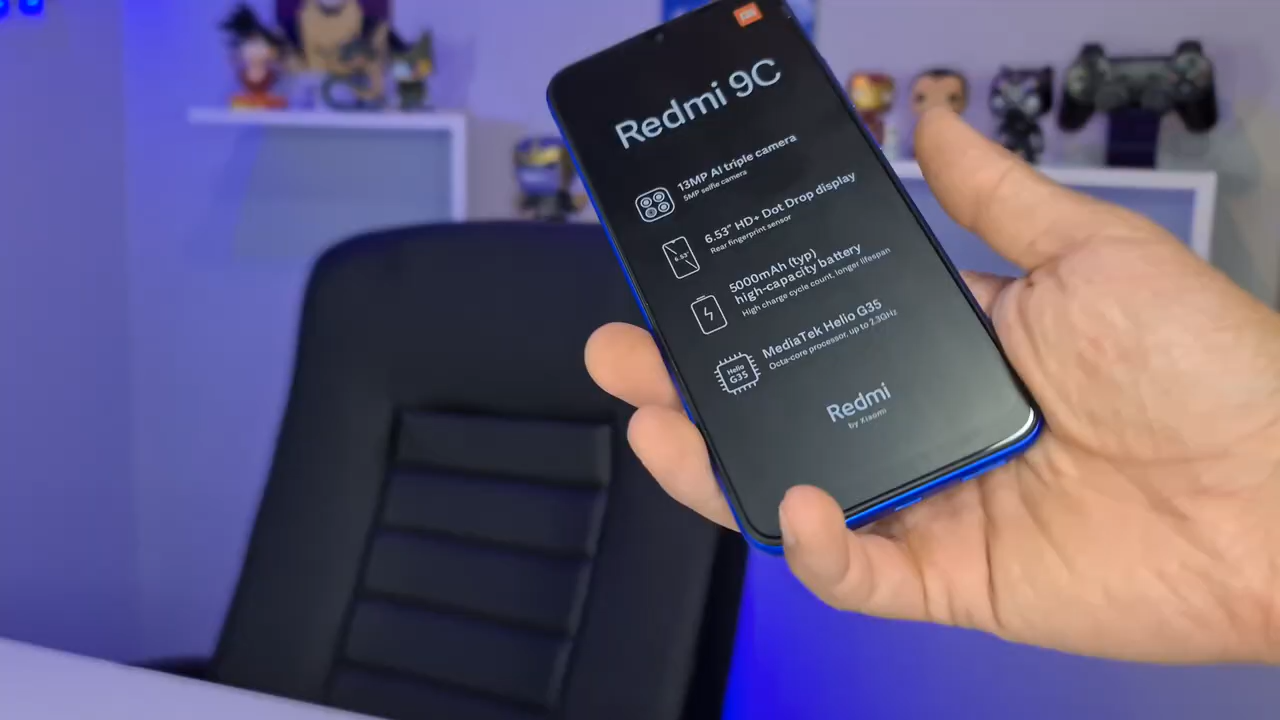 Redmi 9C
13MP AI triple camera
5MP selfie camera
6.53" HD+ Dot Drop display
Rear fingerprint sensor
6.53"
5000mAh (typ)
high-capacity battery
High charge cycle count, longer lifespan
MediaTek Helio G35
Octa-core processor, up to 2.3GHz
Helio
G35
Redmi
by Xiaomi